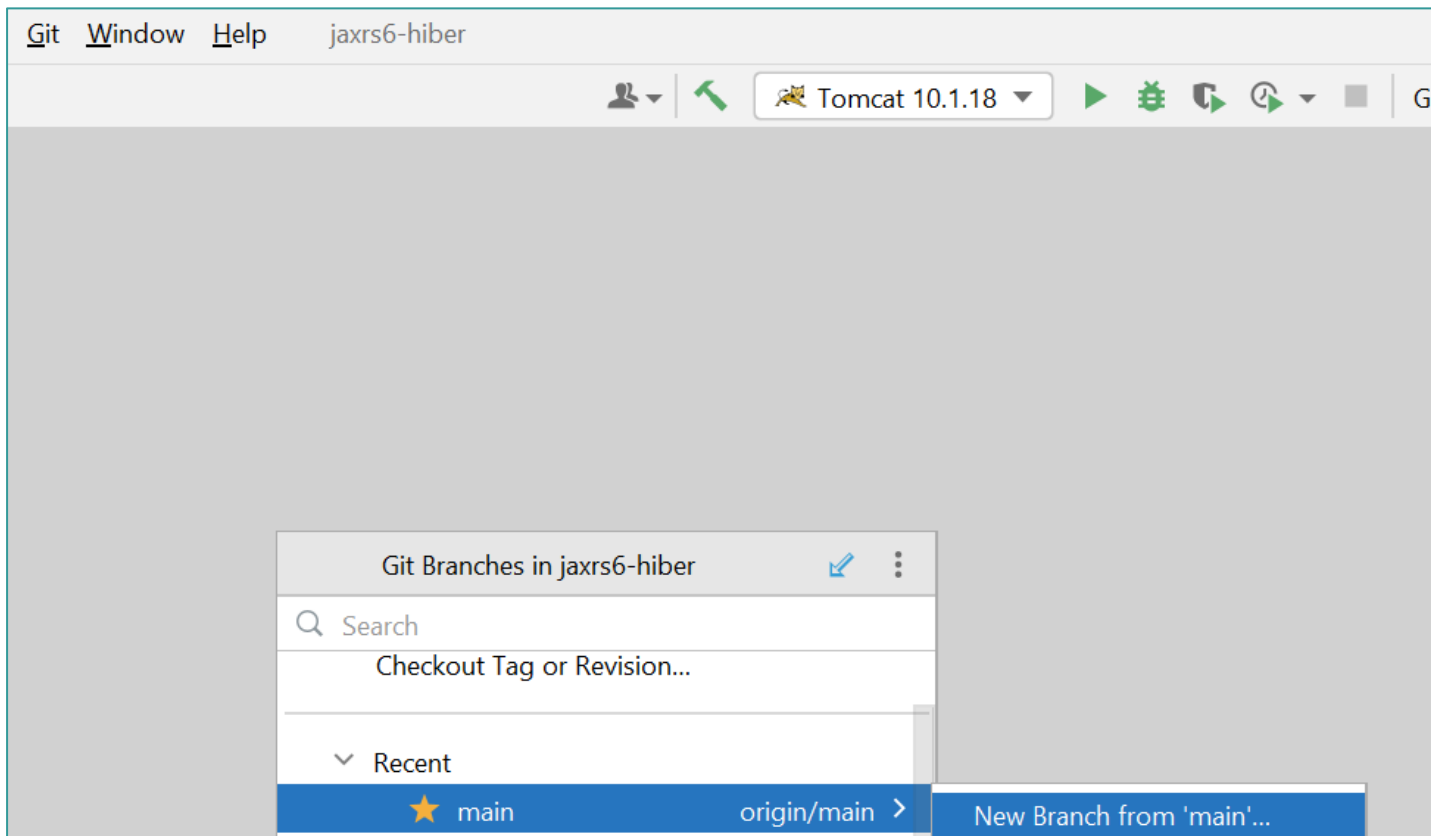 Git Window Help jaxrs6-hiber
Tomcat 10.1.18 G
Git Branches in jaxrs6-hiber
Search
Checkout Tag or Revision...
Recent
main origin/main New Branch from 'main'...